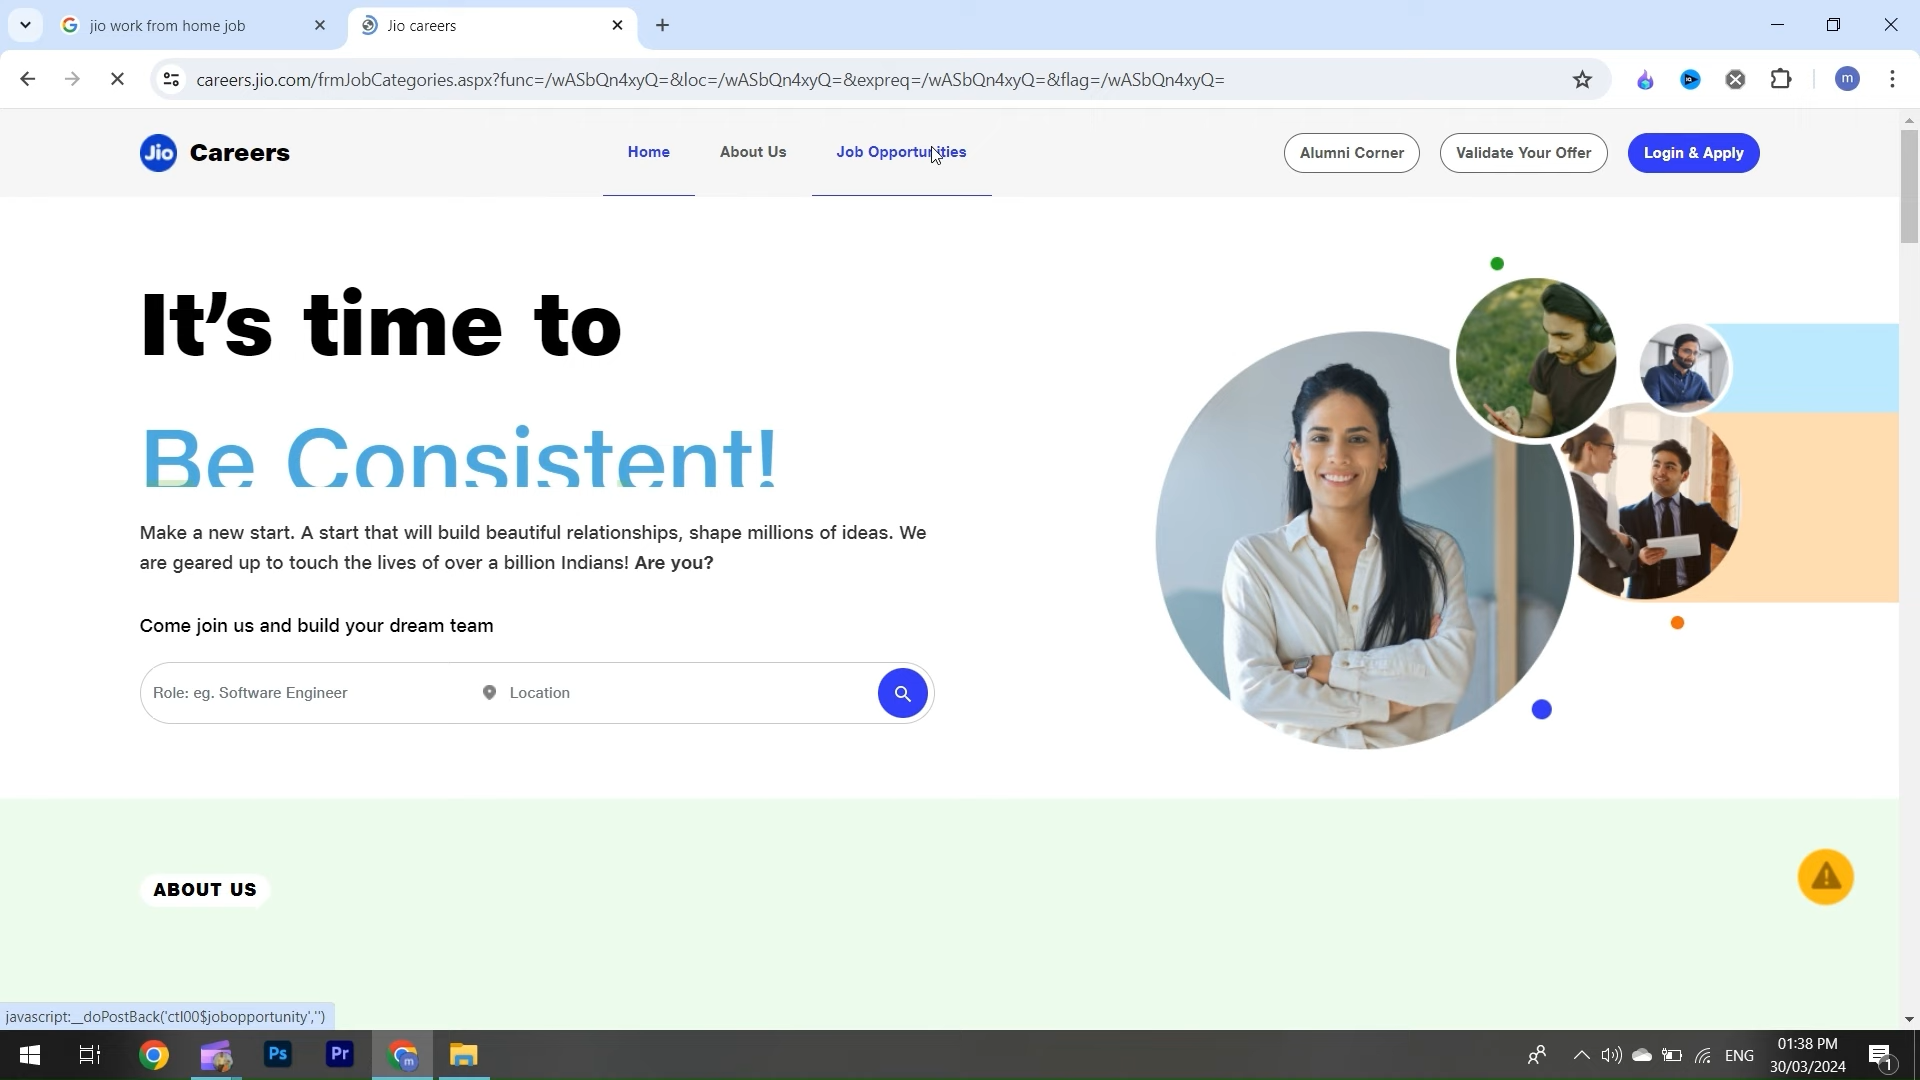 jio work from home job
Jio careers
careers.jio.com/frmJobCategories.aspx?func=/wASbQn4xyQ=&loc=/wASbQn4xyQ=&expreq=/wASbQn4xyQ=&flag=/wASbQn4xyQ=
m
Jio Careers
Home
About Us
Job Opportunities
Alumni Corner
Validate Your Offer
Login & Apply
It's time to
Be Consistent!
Make a new start. A start that will build beautiful relationships, shape millions of ideas. We
are geared up to touch the lives of over a billion Indians! Are you?
Come join us and build your dream team
Role: eg. Software Engineer
Location
ABOUT US
javascript:__doPostBack('ctl00$jobopportunity','')
Ps
Pr
m
ENG
01:38 PM
30/03/2024
1